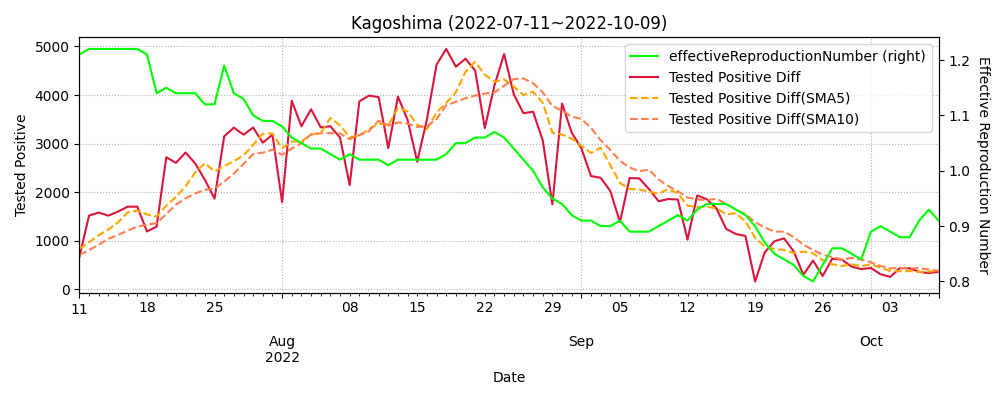 Kagoshima (2022-07-11~2022-10-09)
effectiveReproductionNumber (right)
Tested Positive Diff
Tested Positive Diff(SMA5)
Tested Positive Diff(SMA10)
Tested Positive
5000
4000
3000
2000
1000
0
1.2
1.1
1.0
0.9
0.8
Effective Reproduction Number
11 18 25 08 15 22 29 05 12 19 26 03
Aug Sep Oct
2022
Date